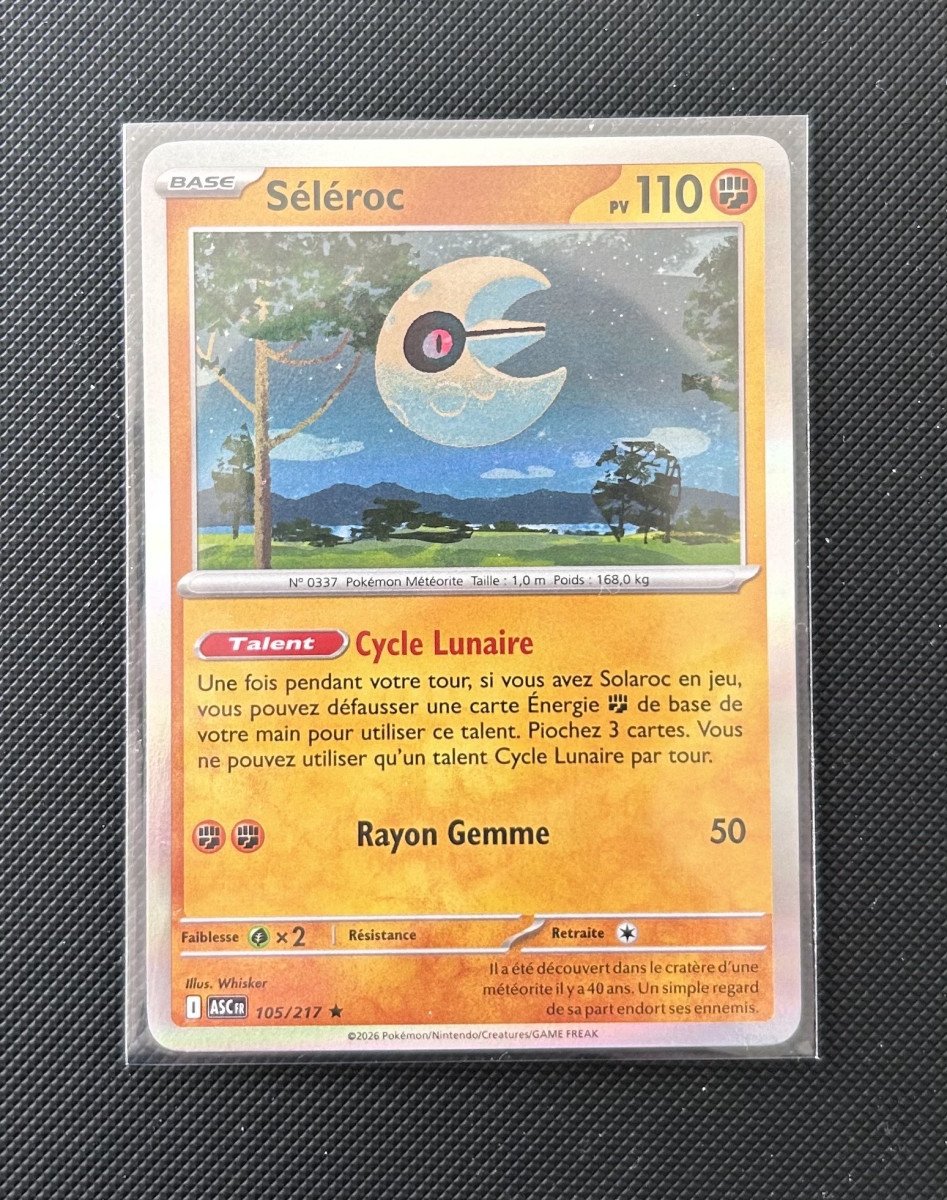 BASE Séléroc PV 110
N° 0337 Pokémon Météorite Taille : 1,0 m Poids : 168,0 kg
Talent Cycle Lunaire
Une fois pendant votre tour, si vous avez Solaroc en jeu,
vous pouvez défausser une carte Énergie de base de
votre main pour utiliser ce talent. Piochez 3 cartes. Vous
ne pouvez utiliser qu'un talent Cycle Lunaire par tour.
Rayon Gemme 50
Faiblesse ×2 Résistance Retraite
Illus. Whisker
Il a été découvert dans le cratère d'une
météorite il y a 40 ans. Un simple regard
de sa part endort ses ennemis.
I ASC FR 105/217 ★
©2026 Pokémon/Nintendo/Creatures/GAME FREAK